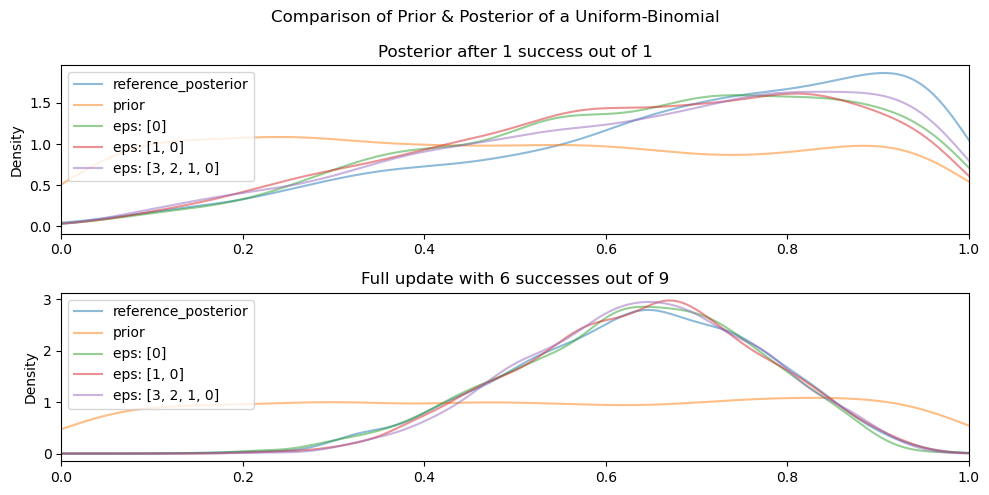 Comparison of Prior & Posterior of a Uniform-Binomial
Posterior after 1 success out of 1
Density
1.5
1.0
0.5
0.0
reference_posterior
prior
eps: [0]
eps: [1, 0]
eps: [3, 2, 1, 0]
0.0 0.2 0.4 0.6 0.8 1.0
Full update with 6 successes out of 9
Density
3
2
1
0
reference_posterior
prior
eps: [0]
eps: [1, 0]
eps: [3, 2, 1, 0]
0.0 0.2 0.4 0.6 0.8 1.0